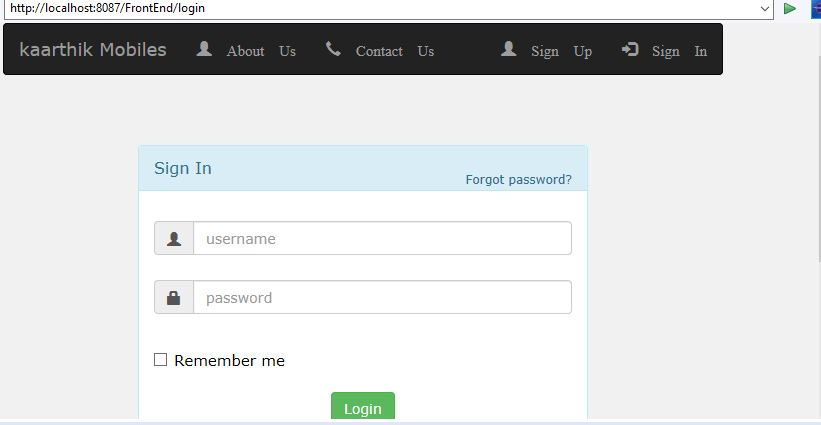 http://localhost:8087/FrontEnd/login
kaarthik Mobiles About Us Contact Us Sign Up Sign In
Sign In
Forgot password?
username
password
Remember me
Login